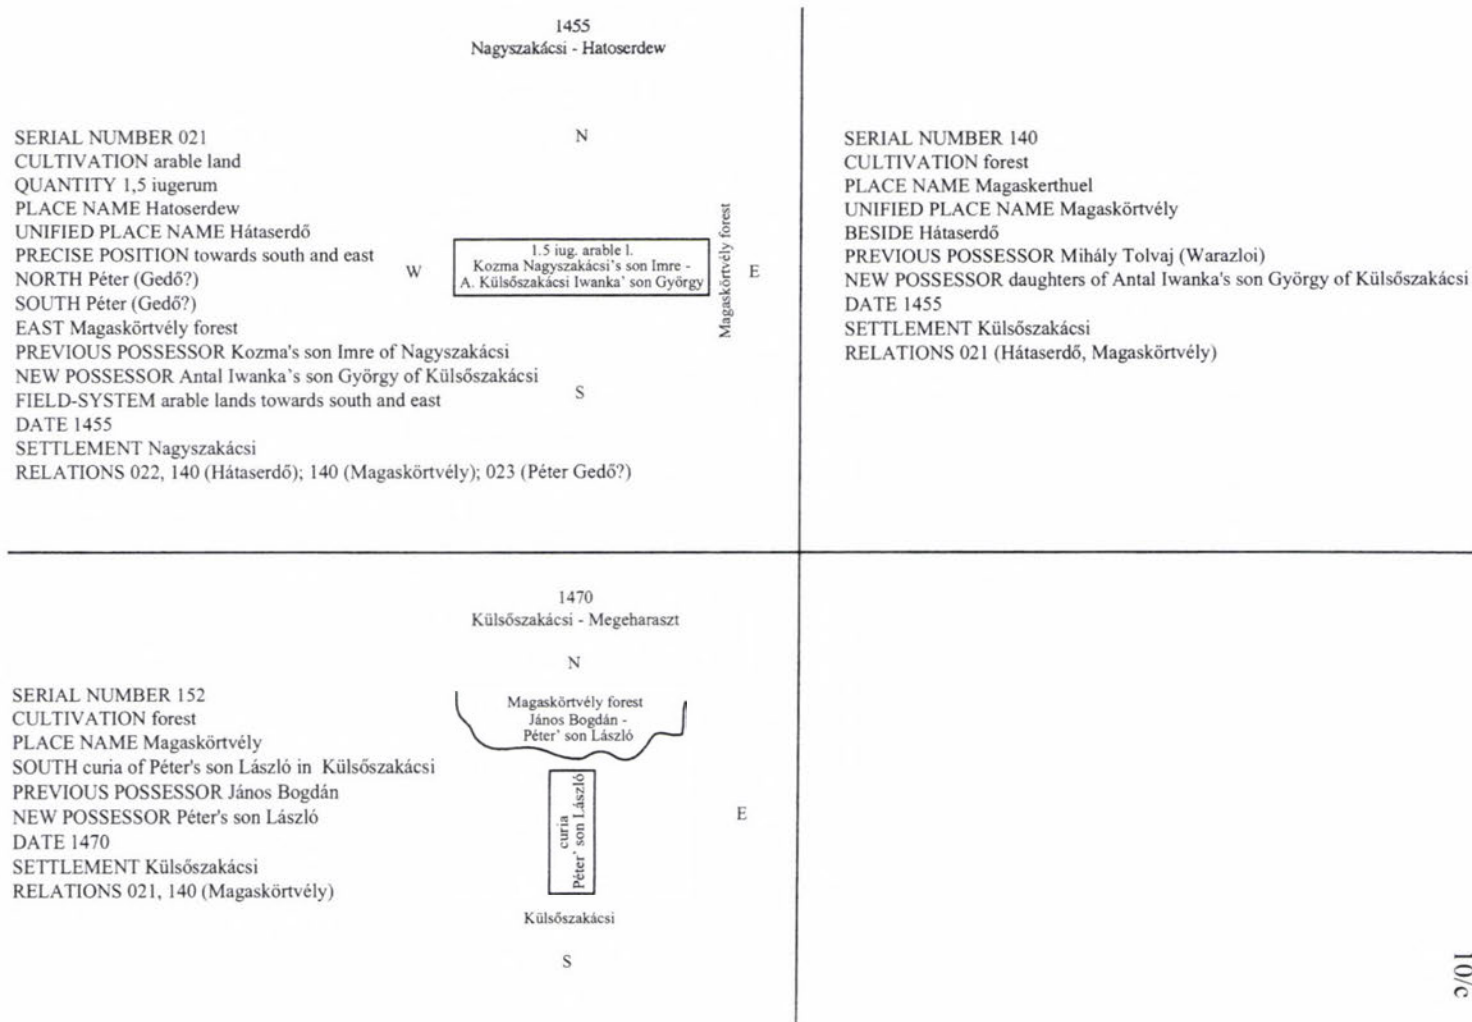 1455
Nagyszakácsi - Hatoserdew
SERIAL NUMBER 021
CULTIVATION arable land
QUANTITY 1,5 iugerum
PLACE NAME Hatoserdew
UNIFIED PLACE NAME Hátaserdő
PRECISE POSITION towards south and east
NORTH Péter (Gedő?)
SOUTH Péter (Gedő?)
EAST Magaskörtvély forest
PREVIOUS POSSESSOR Kozma's son Imre of Nagyszakácsi
NEW POSSESSOR Antal Iwanka's son György of Külsőszakácsi
FIELD-SYSTEM arable lands towards south and east
DATE 1455
SETTLEMENT Nagyszakácsi
RELATIONS 022, 140 (Hátaserdő); 140 (Magaskörtvély); 023 (Péter Gedő?)
N
W
1.5 iug. arable l.
Kozma Nagyszakácsi's son Imre -
A. Külsőszakácsi Iwanka' son György
Magaskörtvély forest
E
S
SERIAL NUMBER 140
CULTIVATION forest
PLACE NAME Magaskerthuel
UNIFIED PLACE NAME Magaskörtvély
BESIDE Hátaserdő
PREVIOUS POSSESSOR Mihály Tolvaj (Warazloi)
NEW POSSESSOR daughters of Antal Iwanka's son György of Külsőszakácsi
DATE 1455
SETTLEMENT Külsőszakácsi
RELATIONS 021 (Hátaserdő, Magaskörtvély)
1470
Külsőszakácsi - Megeharaszt
SERIAL NUMBER 152
CULTIVATION forest
PLACE NAME Magaskörtvély
SOUTH curia of Péter's son László in Külsőszakácsi
PREVIOUS POSSESSOR János Bogdán
NEW POSSESSOR Péter's son László
DATE 1470
SETTLEMENT Külsőszakácsi
RELATIONS 021, 140 (Magaskörtvély)
N
Magaskörtvély forest
János Bogdán -
Péter' son László
curia
Péter' son László
E
Külsőszakácsi
S
10/c